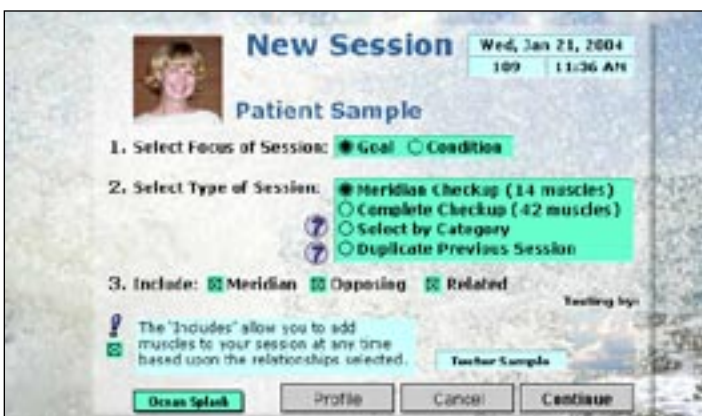 New Session
Wed, Jan 21, 2004
109 11:36 AM
Patient Sample
1. Select Focus of Session: Goal Condition
2. Select Type of Session: Meridian Checkup (14 muscles)
Complete Checkup (42 muscles)
? Select by Category
? Duplicate Previous Session
3. Include: Meridian Opposing Related
Testing by:
! The 'Includes' allow you to add
muscles to your session at any time
based upon the relationships selected.
Tester Sample
Ocean Splash Profile Cancel Continue